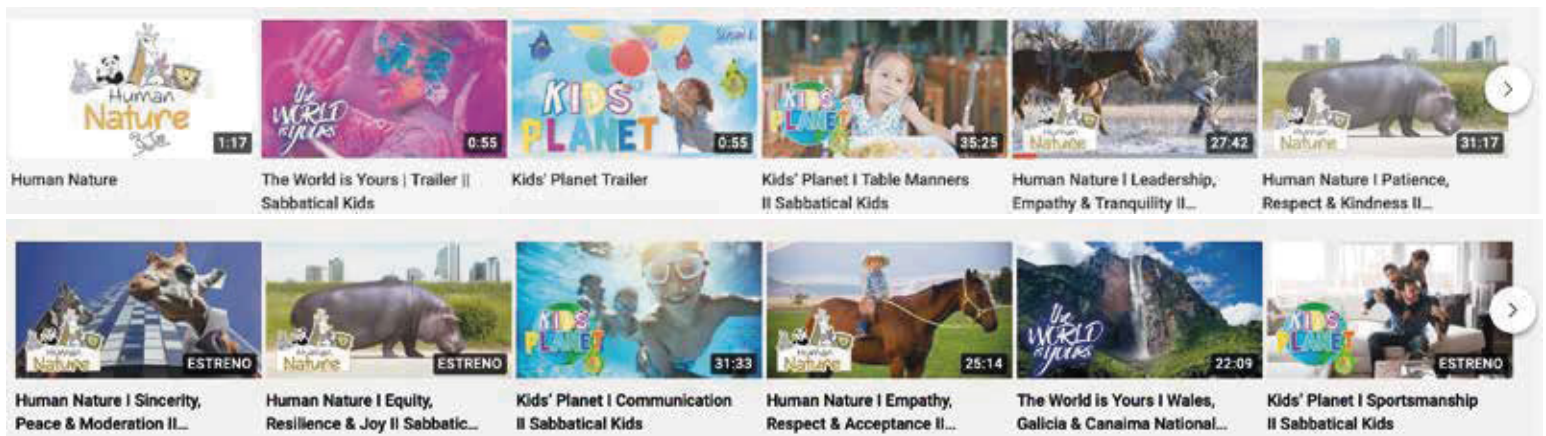 Human
Nature
1:17
the
WORLD
is yours
0:55
KIDS'
PLANET
0:55
KIDS'
PLANET
35:25
Human
Nature
27:42
Human
Nature
31:17
Human Nature
The World is Yours | Trailer ||
Sabbatical Kids
Kids' Planet Trailer
Kids' Planet I Table Manners
II Sabbatical Kids
Human Nature I Leadership,
Empathy & Tranquility II...
Human Nature I Patience,
Respect & Kindness II...
Human
Nature
ESTRENO
Human
Nature
ESTRENO
KIDS'
PLANET
31:33
Human
Nature
25:14
the
WORLD
is yours
22:09
KIDS'
PLANET
ESTRENO
Human Nature I Sincerity,
Peace & Moderation II...
Human Nature I Equity,
Resilience & Joy II Sabbatic...
Kids' Planet I Communication
II Sabbatical Kids
Human Nature I Empathy,
Respect & Acceptance II...
The World is Yours I Wales,
Galicia & Canaima National...
Kids' Planet I Sportsmanship
II Sabbatical Kids